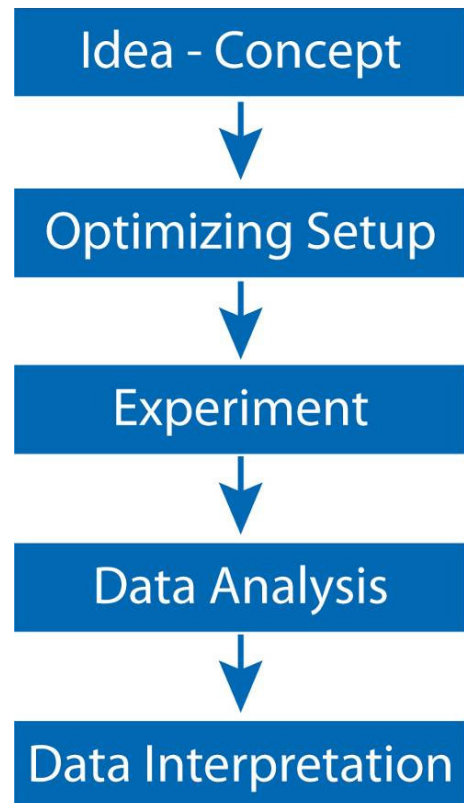 Idea - Concept
Optimizing Setup
Experiment
Data Analysis
Data Interpretation